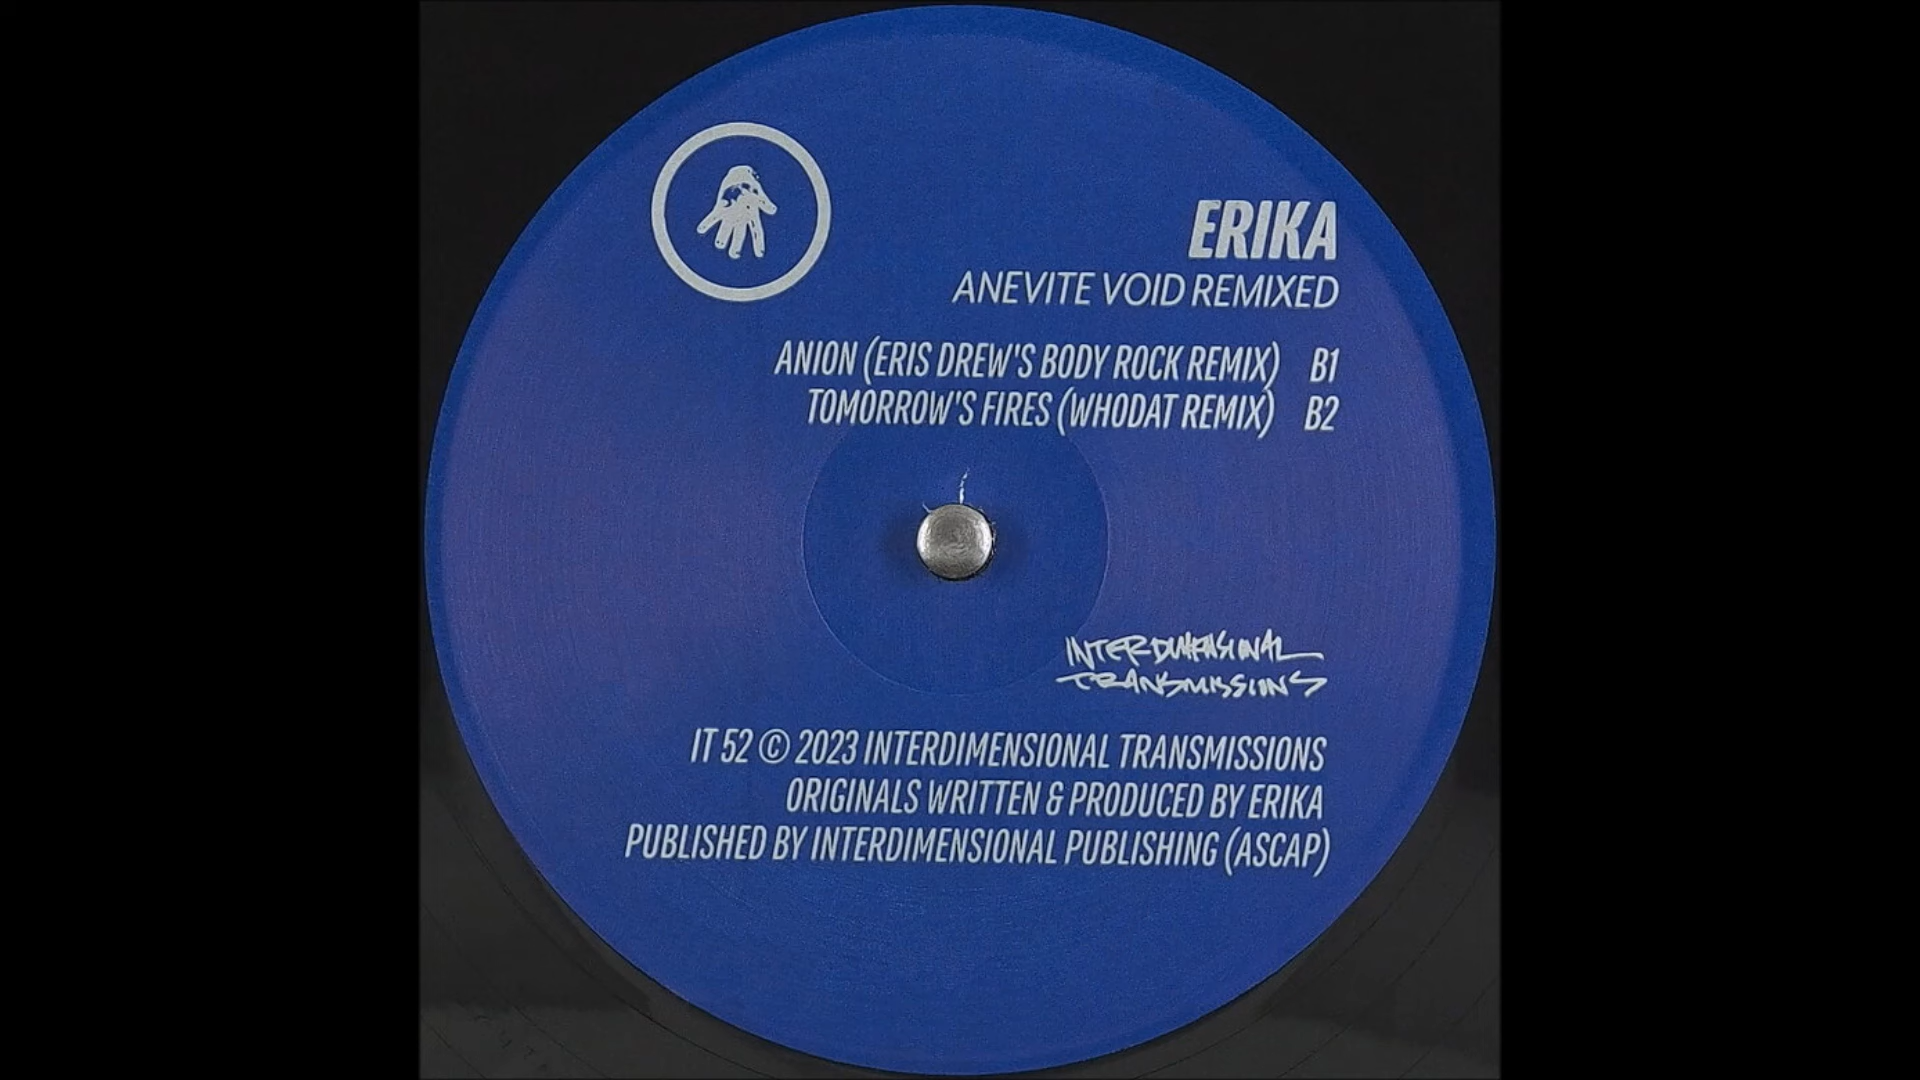 ERIKA
ANEVITE VOID REMIXED
ANION (ERIS DREW'S BODY ROCK REMIX) B1
TOMORROW'S FIRES (WHODAT REMIX) B2
INTERDIMENSIONAL
TRANSMISSIONS
IT 52 © 2023 INTERDIMENSIONAL TRANSMISSIONS
ORIGINALS WRITTEN & PRODUCED BY ERIKA
PUBLISHED BY INTERDIMENSIONAL PUBLISHING (ASCAP)